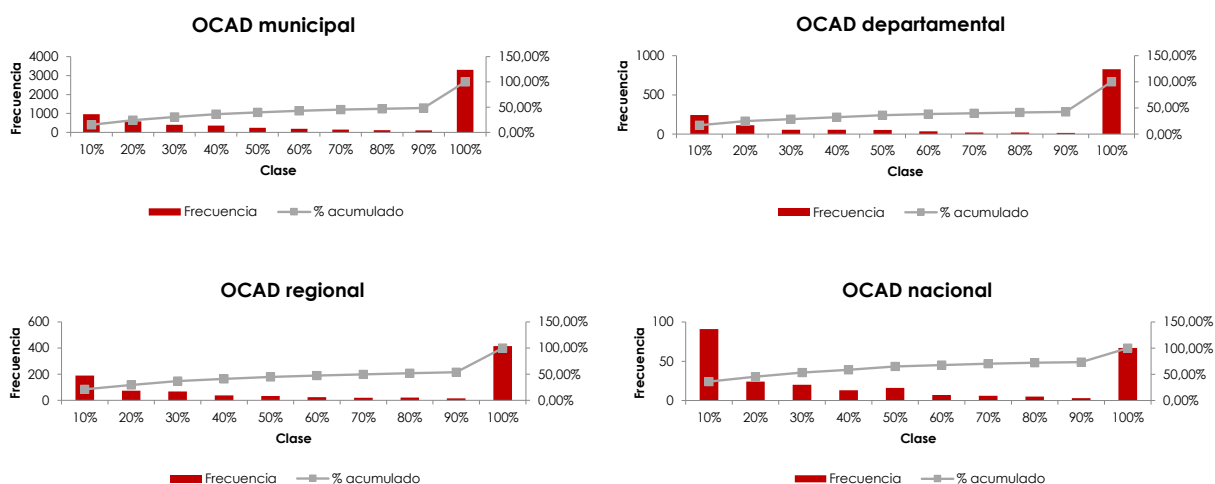 OCAD municipal
Frecuencia
4000
3000
2000
1000
0
150,00%
100,00%
50,00%
0,00%
10% 20% 30% 40% 50% 60% 70% 80% 90% 100%
Clase
Frecuencia % acumulado
OCAD departamental
Frecuencia
1000
500
0
150,00%
100,00%
50,00%
0,00%
10% 20% 30% 40% 50% 60% 70% 80% 90% 100%
Clase
Frecuencia % acumulado
OCAD regional
Frecuencia
600
400
200
0
150,00%
100,00%
50,00%
0,00%
10% 20% 30% 40% 50% 60% 70% 80% 90% 100%
Clase
Frecuencia % acumulado
OCAD nacional
Frecuencia
100
50
0
150,00%
100,00%
50,00%
0,00%
10% 20% 30% 40% 50% 60% 70% 80% 90% 100%
Clase
Frecuencia % acumulado